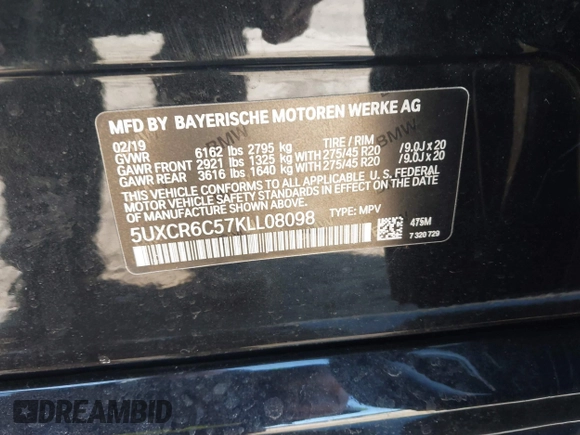 MFD BY BAYERISCHE MOTOREN WERKE AG
02/19
GVWR 6162 lbs 2795 kg TIRE / RIM
GAWR FRONT 2921 lbs 1325 kg WITH 275/45 R20 /9.0J x 20
GAWR REAR 3616 lbs 1640 kg WITH 275/45 R20 /9.0J x 20
THIS VEHICLE CONFORMS TO ALL APPLICABLE U.S. FEDERAL
MOTOR VEHICLE SAFETY STANDARDS IN EFFECT ON THE DATE
OF MANUFACTURE SHOWN ABOVE.
5UXCR6C57KLL08098 TYPE: MPV
475M
7 320 729
BMW
BMW
DREAMBID